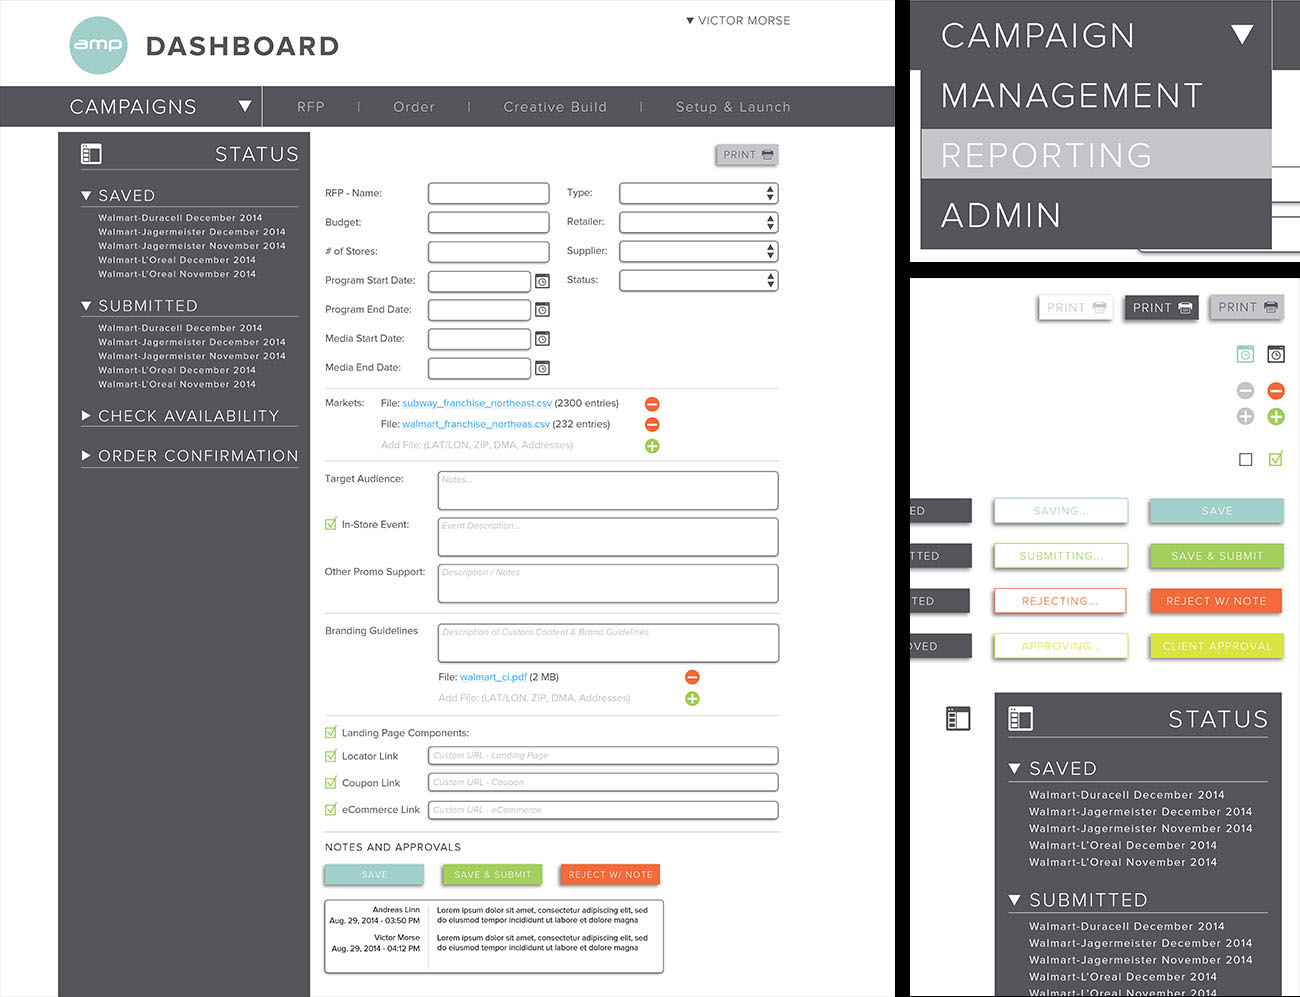 amp DASHBOARD
▼ VICTOR MORSE
CAMPAIGNS ▼ RFP | Order | Creative Build | Setup & Launch
STATUS
▼ SAVED
Walmart-Duracell December 2014
Walmart-Jagermeister December 2014
Walmart-Jagermeister November 2014
Walmart-L'Oreal December 2014
Walmart-L'Oreal November 2014
▼ SUBMITTED
Walmart-Duracell December 2014
Walmart-Jagermeister December 2014
Walmart-Jagermeister November 2014
Walmart-L'Oreal December 2014
Walmart-L'Oreal November 2014
▶ CHECK AVAILABILITY
▶ ORDER CONFIRMATION
PRINT
RFP - Name: Type:
Budget: Retailer:
# of Stores: Supplier:
Program Start Date: Status:
Program End Date:
Media Start Date:
Media End Date:
Markets: File: subway_franchise_northeast.csv (2300 entries)
File: walmart_franchise_northeas.csv (232 entries)
Add File: (LAT/LON, ZIP, DMA, Addresses)
Target Audience: Notes...
In-Store Event: Event Description...
Other Promo Support: Description / Notes
Branding Guidelines Description of Custom Content & Brand Guidelines
File: walmart_ci.pdf (2 MB)
Add File: (LAT/LON, ZIP, DMA, Addresses)
Landing Page Components:
Locator Link Custom URL - Landing Page
Coupon Link Custom URL - Coupon
eCommerce Link Custom URL - eCommerce
NOTES AND APPROVALS
SAVE SAVE & SUBMIT REJECT W/ NOTE
Andreas Linn Lorem ipsum dolor sit amet, consectetur adipiscing elit, sed
Aug. 29, 2014 - 03:50 PM do eiusmod tempor incididunt ut labore et dolore magna
Victor Morse Lorem ipsum dolor sit amet, consectetur adipiscing elit, sed
Aug. 29, 2014 - 04:12 PM do eiusmod tempor incididunt ut labore et dolore magna
CAMPAIGN ▼
MANAGEMENT
REPORTING
ADMIN
PRINT PRINT PRINT
ED SAVING... SAVE
TTED SUBMITTING... SAVE & SUBMIT
TED REJECTING... REJECT W/ NOTE
OVED APPROVING... CLIENT APPROVAL
STATUS
▼ SAVED
Walmart-Duracell December 2014
Walmart-Jagermeister December 2014
Walmart-Jagermeister November 2014
Walmart-L'Oreal December 2014
Walmart-L'Oreal November 2014
▼ SUBMITTED
Walmart-Duracell December 2014
Walmart-Jagermeister December 2014
Walmart-Jagermeister November 2014
Walmart-L'Oreal December 2014
Walmart-L'Oreal November 2014